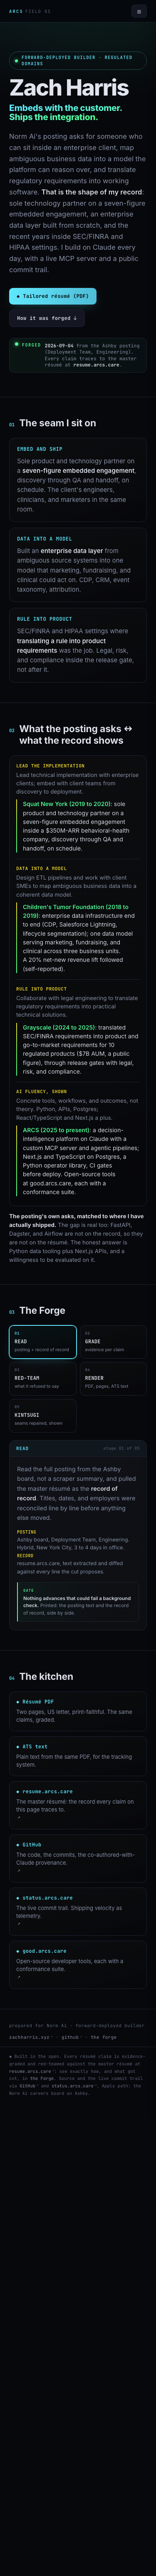 ARCS FIELD OS
FORWARD-DEPLOYED BUILDER · REGULATED
DOMAINS
Zach Harris
Embeds with the customer.
Ships the integration.
Norm Ai's posting asks for someone who
can sit inside an enterprise client, map
ambiguous business data into a model the
platform can reason over, and translate
regulatory requirements into working
software. That is the shape of my record:
sole technology partner on a seven-figure
embedded engagement, an enterprise
data layer built from scratch, and the
recent years inside SEC/FINRA and
HIPAA settings. I build on Claude every
day, with a live MCP server and a public
commit trail.
Tailored résumé (PDF)
How it was forged ↓
FORGED 2026-09-04 from the Ashby posting
(Deployment Team, Engineering).
Every claim traces to the master
résumé at resume.arcs.care.
01 The seam I sit on
EMBED AND SHIP
Sole product and technology partner on
a seven-figure embedded engagement,
discovery through QA and handoff, on
schedule. The client's engineers,
clinicians, and marketers in the same
room.
DATA INTO A MODEL
Built an enterprise data layer from
ambiguous source systems into one
model that marketing, fundraising, and
clinical could act on. CDP, CRM, event
taxonomy, attribution.
RULE INTO PRODUCT
SEC/FINRA and HIPAA settings where
translating a rule into product
requirements was the job. Legal, risk,
and compliance inside the release gate,
not after it.
02 What the posting asks ↔
what the record shows
LEAD THE IMPLEMENTATION
Lead technical implementation with enterprise
clients; embed with client teams from
discovery to deployment.
Squat New York (2019 to 2020): sole
product and technology partner on a
seven-figure embedded engagement
inside a $350M-ARR behavioral-health
company, discovery through QA and
handoff, on schedule.
DATA INTO A MODEL
Design ETL pipelines and work with client
SMEs to map ambiguous business data into a
coherent data model.
Children's Tumor Foundation (2018 to
2019): enterprise data infrastructure end
to end (CDP, Salesforce Lightning,
lifecycle segmentation); one data model
serving marketing, fundraising, and
clinical across three business units.
A 20% net-new revenue lift followed
(self-reported).
RULE INTO PRODUCT
Collaborate with legal engineering to translate
regulatory requirements into practical
technical solutions.
Grayscale (2024 to 2025): translated
SEC/FINRA requirements into product and
go-to-market requirements for 10
regulated products ($7B AUM, a public
figure), through release gates with legal,
risk, and compliance.
AI FLUENCY, SHOWN
Concrete tools, workflows, and outcomes, not
theory. Python, APIs, Postgres;
React/TypeScript and Next.js a plus.
ARCS (2025 to present): a decision-
intelligence platform on Claude with a
custom MCP server and agentic pipelines;
Next.js and TypeScript on Postgres, a
Python operator library, CI gates
before deploy. Open-source tools
at good.arcs.care, each with a
conformance suite.
The posting's own asks, matched to where I have
actually shipped. The gap is real too: FastAPI,
Dagster, and Airflow are not on the record, so they
are not on the résumé. The honest answer is
Python data tooling plus Next.js APIs, and a
willingness to be evaluated on it.
03 The Forge
01
READ
posting + record of record
02
GRADE
evidence per claim
03
RED-TEAM
what it refused to say
04
RENDER
PDF, pages, ATS text
05
KINTSUGI
seams repaired, shown
READ
stage 01 of 05
Read the full posting from the Ashby
board, not a scraper summary, and pulled
the master résumé as the record of
record. Titles, dates, and employers were
reconciled line by line before anything
else moved.
POSTING
Ashby board, Deployment Team, Engineering.
Hybrid, New York City, 3 to 4 days in office.
RECORD
resume.arcs.care, text extracted and diffed
against every line the cut proposes.
GATE
Nothing advances that could fail a background
check. Printed: the posting text and the record
of record, side by side.
04 The kitchen
Résumé PDF
Two pages, US letter, print-faithful. The same
claims, graded.
ATS text
Plain text from the same PDF, for the tracking
system.
resume.arcs.care
The master résumé: the record every claim on
this page traces to.
↗
GitHub
The code, the commits, the co-authored-with-
Claude provenance.
↗
status.arcs.care
The live commit trail. Shipping velocity as
telemetry.
↗
good.arcs.care
Open-source developer tools, each with a
conformance suite.
↗
prepared for Norm Ai · forward-deployed builder
zachharris.xyz · github · the forge
Built in the open. Every résumé claim is evidence-
graded and red-teamed against the master résumé at
resume.arcs.care; see exactly how, and what got
cut, in the Forge. Source and the live commit trail
via GitHub and status.arcs.care. Apply path: the
Norm Ai careers board on Ashby.